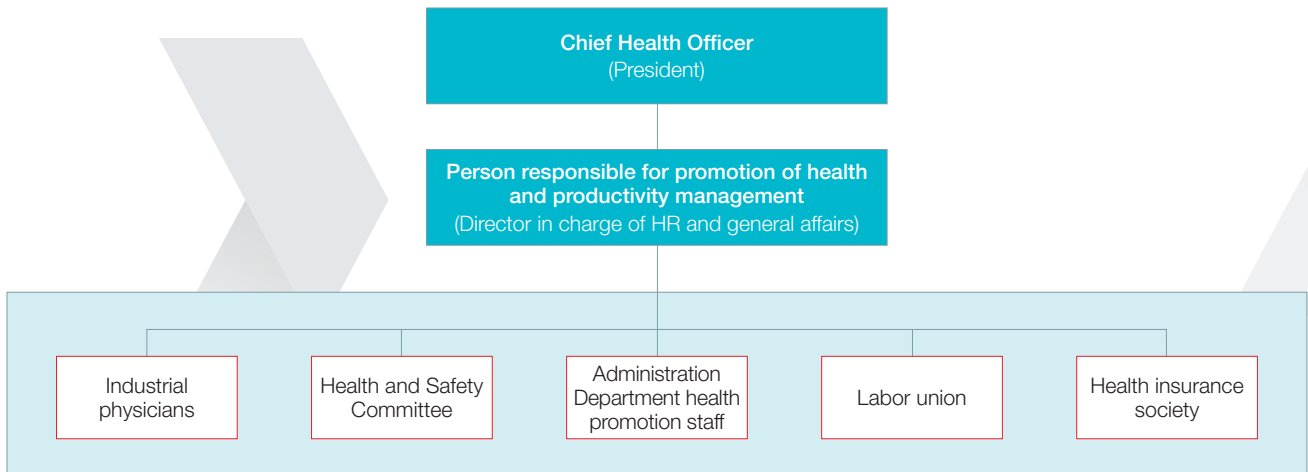 Chief Health Officer
(President)
Person responsible for promotion of health
and productivity management
(Director in charge of HR and general affairs)
Industrial
physicians
Health and Safety
Committee
Administration
Department health
promotion staff
Labor union
Health insurance
society